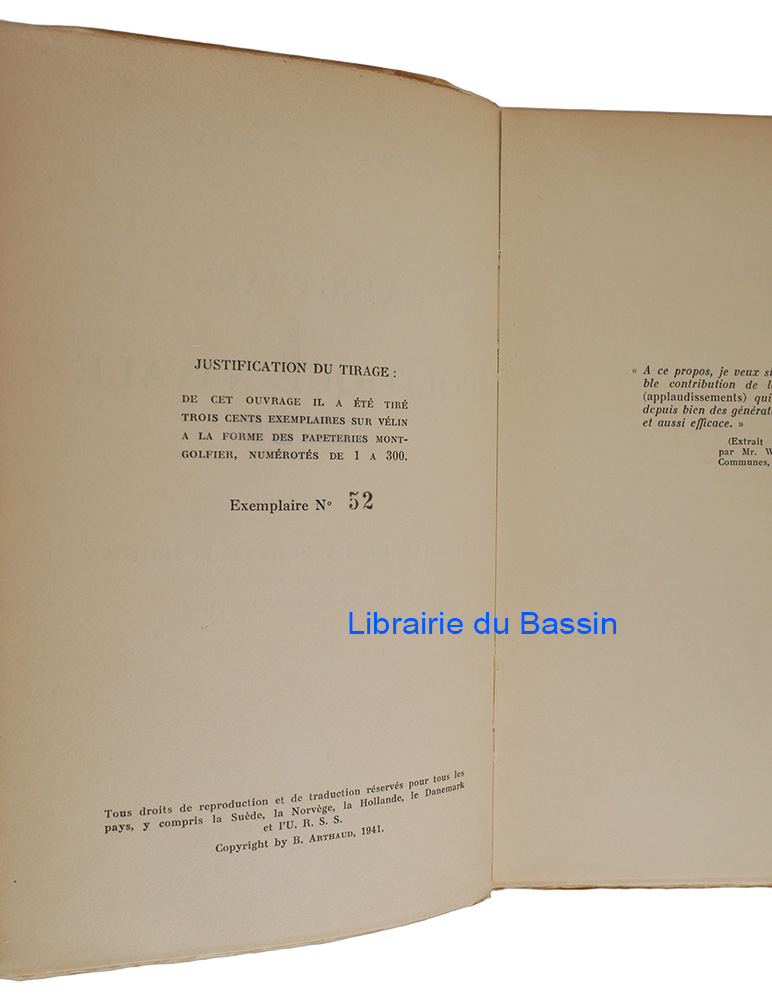 JUSTIFICATION DU TIRAGE :
DE CET OUVRAGE IL A ÉTÉ TIRÉ
TROIS CENTS EXEMPLAIRES SUR VÉLIN
A LA FORME DES PAPETERIES MONT-
GOLFIER, NUMÉROTÉS DE 1 A 300.
Exemplaire N° 52
Tous droits de reproduction et de traduction réservés pour tous les
pays, y compris la Suède, la Norvège, la Hollande, le Danemark
et l'U. R. S. S.
Copyright by B. ARTHAUD, 1941.
« A ce propos, je veux
ble contribution de
(applaudissements) qui
depuis bien des
et aussi efficace. »
(Extrait
par Mr. W
Communes,
Librairie du Bassin